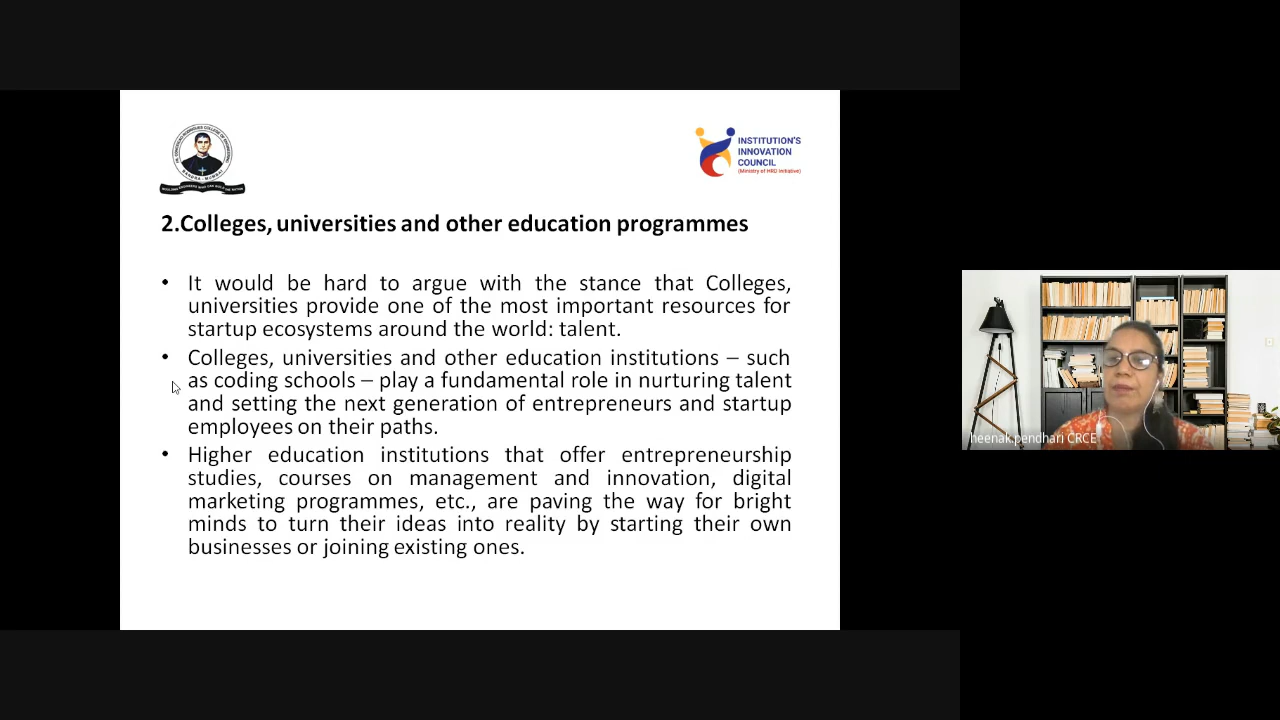 INSTITUTION'S
INNOVATION
COUNCIL
(Ministry of HRD Initiative)
2.Colleges, universities and other education programmes
• It would be hard to argue with the stance that Colleges,
universities provide one of the most important resources for
startup ecosystems around the world: talent.
• Colleges, universities and other education institutions – such
as coding schools – play a fundamental role in nurturing talent
and setting the next generation of entrepreneurs and startup
employees on their paths.
• Higher education institutions that offer entrepreneurship
studies, courses on management and innovation, digital
marketing programmes, etc., are paving the way for bright
minds to turn their ideas into reality by starting their own
businesses or joining existing ones.
heenak.pendhari CRCE